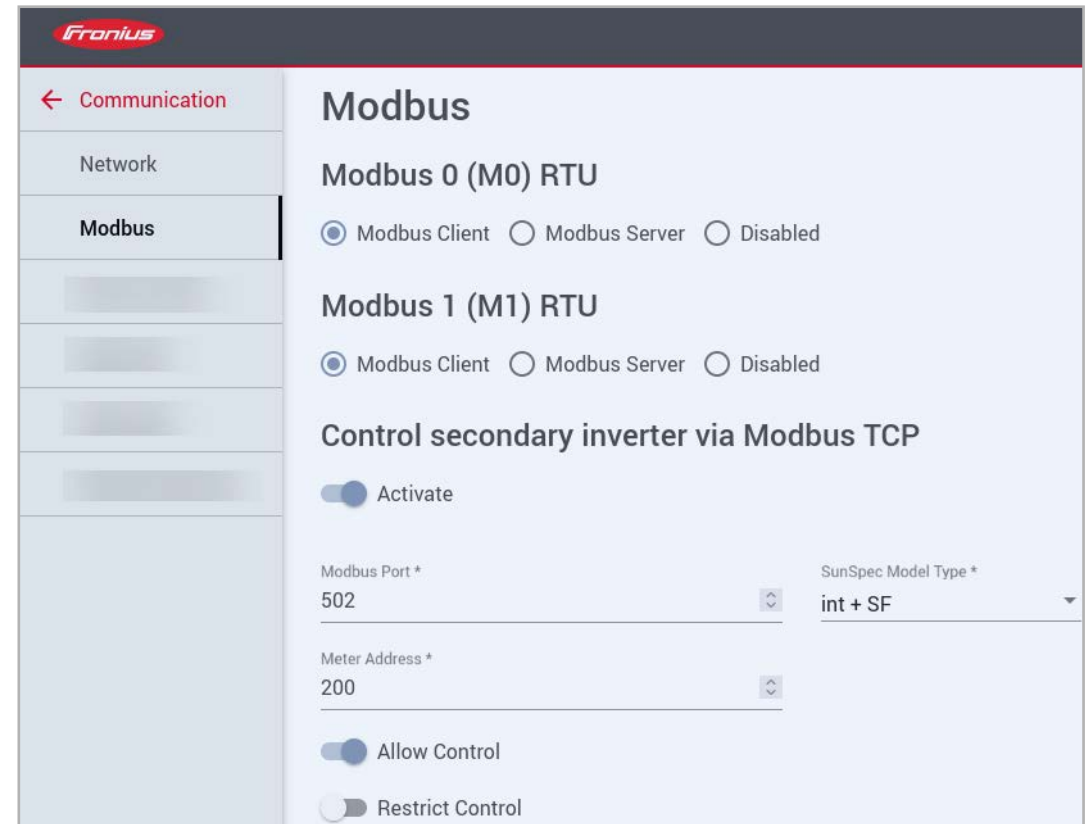 Fronius
Communication
Network
Modbus
Modbus
Modbus 0 (M0) RTU
Modbus Client Modbus Server Disabled
Modbus 1 (M1) RTU
Modbus Client Modbus Server Disabled
Control secondary inverter via Modbus TCP
Activate
Modbus Port * SunSpec Model Type *
502 int + SF
Meter Address *
200
Allow Control
Restrict Control